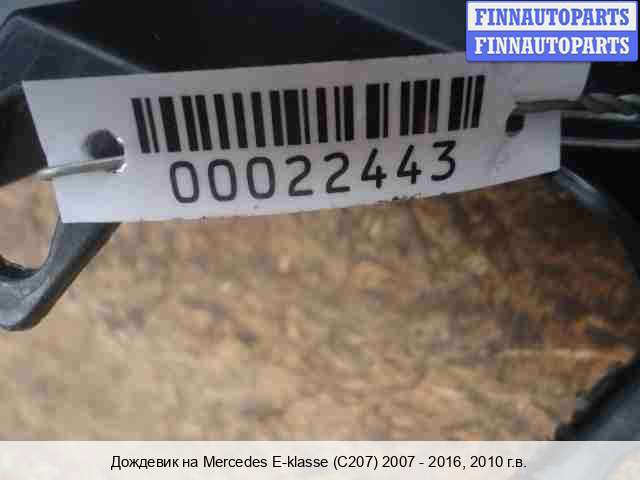 FINNAUTOPARTS
FINNAUTOPARTS
00022443
Дождевик на Mercedes E-klasse (C207) 2007 - 2016, 2010 г.в.